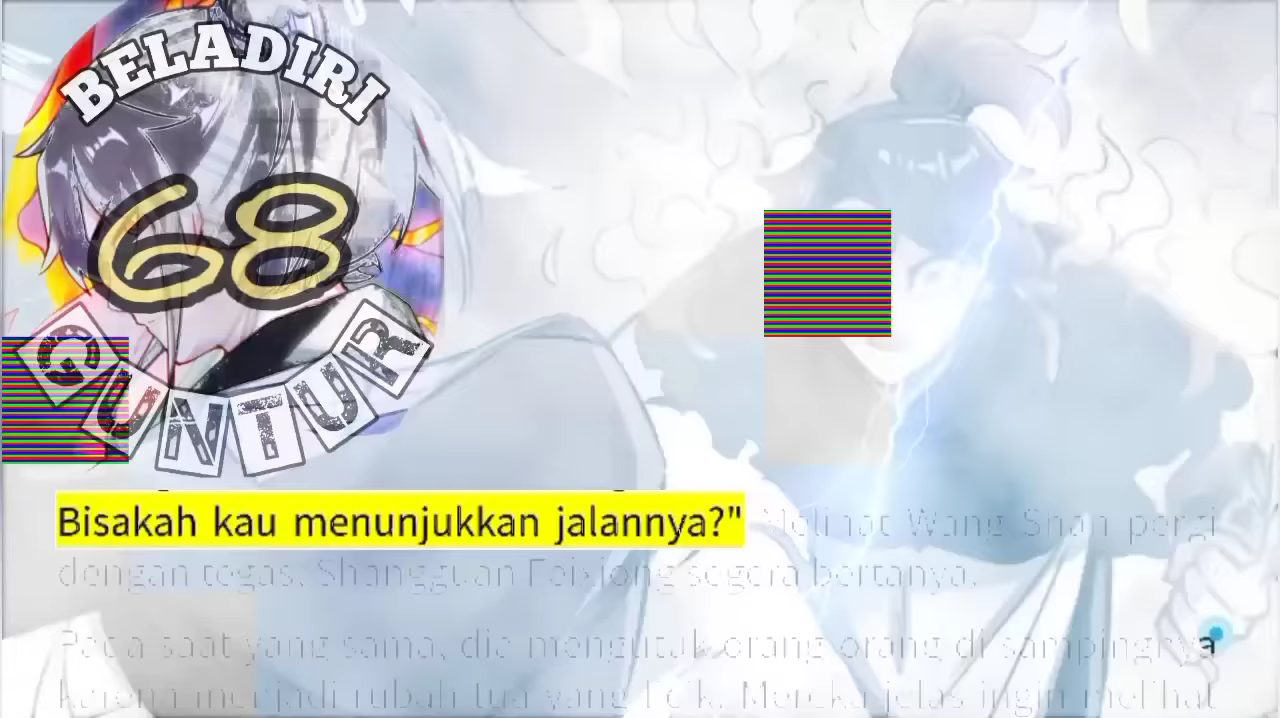 BELADIRI
68
GUNTUR
Bisakah kau menunjukkan jalannya?" Melihat Wang Shan pergi
dengan tegas, Shangguan Feixiong segera bertanya.
Pada saat yang sama, dia mengutuk orang orang di sampingnya
karena menjadi rubah tua yang licik. Mereka jelas ingin melihat